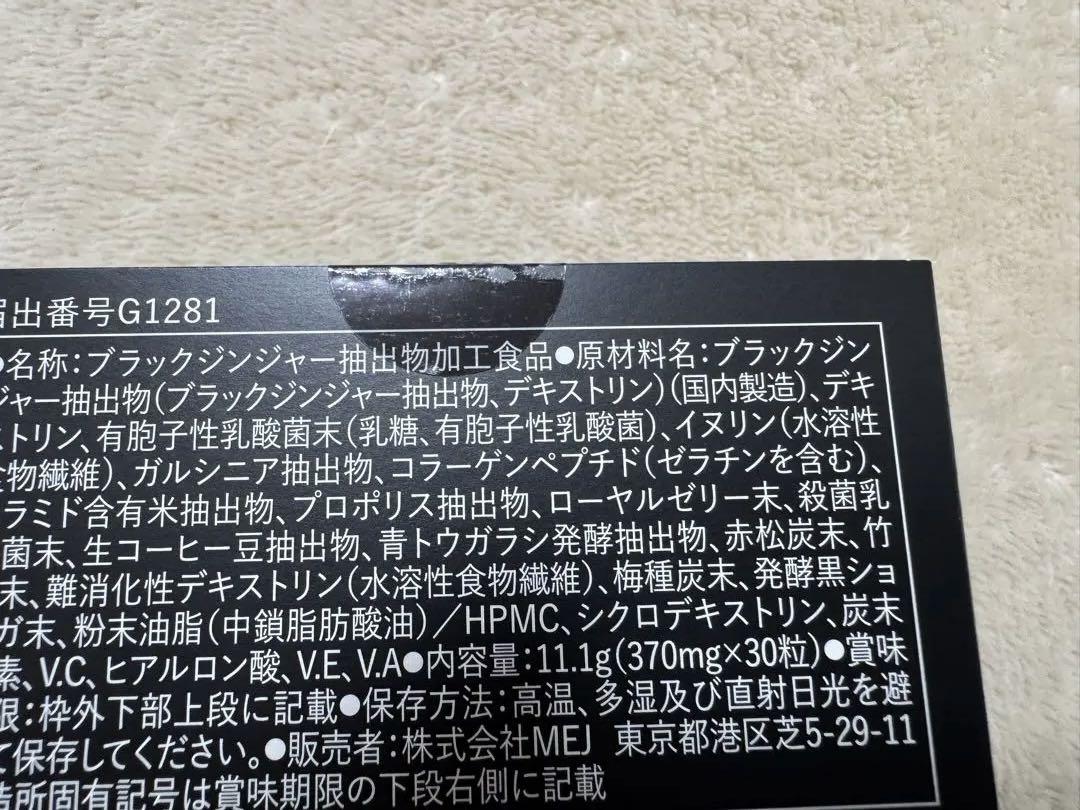 届出番号G1281
●名称:ブラックジンジャー抽出物加工食品●原材料名:ブラックジン
ジャー抽出物(ブラックジンジャー抽出物、デキストリン)(国内製造)、デキ
ストリン、有胞子性乳酸菌末(乳糖、有胞子性乳酸菌)、イヌリン(水溶性
食物繊維)、ガルシニア抽出物、コラーゲンペプチド(ゼラチンを含む)、
ラミド含有米抽出物、プロポリス抽出物、ローヤルゼリー末、殺菌乳
菌末、生コーヒー豆抽出物、青トウガラシ発酵抽出物、赤松炭末、竹
末、難消化性デキストリン(水溶性食物繊維)、梅種炭末、発酵黒ショ
ガ末、粉末油脂(中鎖脂肪酸油)/HPMC、シクロデキストリン、炭末
素、V.C、ヒアルロン酸、V.E、V.A●内容量:11.1g(370mg×30粒)●賞味
限:枠外下部上段に記載●保存方法:高温、多湿及び直射日光を避
て保存してください。●販売者:株式会社MEJ 東京都港区芝5-29-11
造所固有記号は賞味期限の下段右側に記載